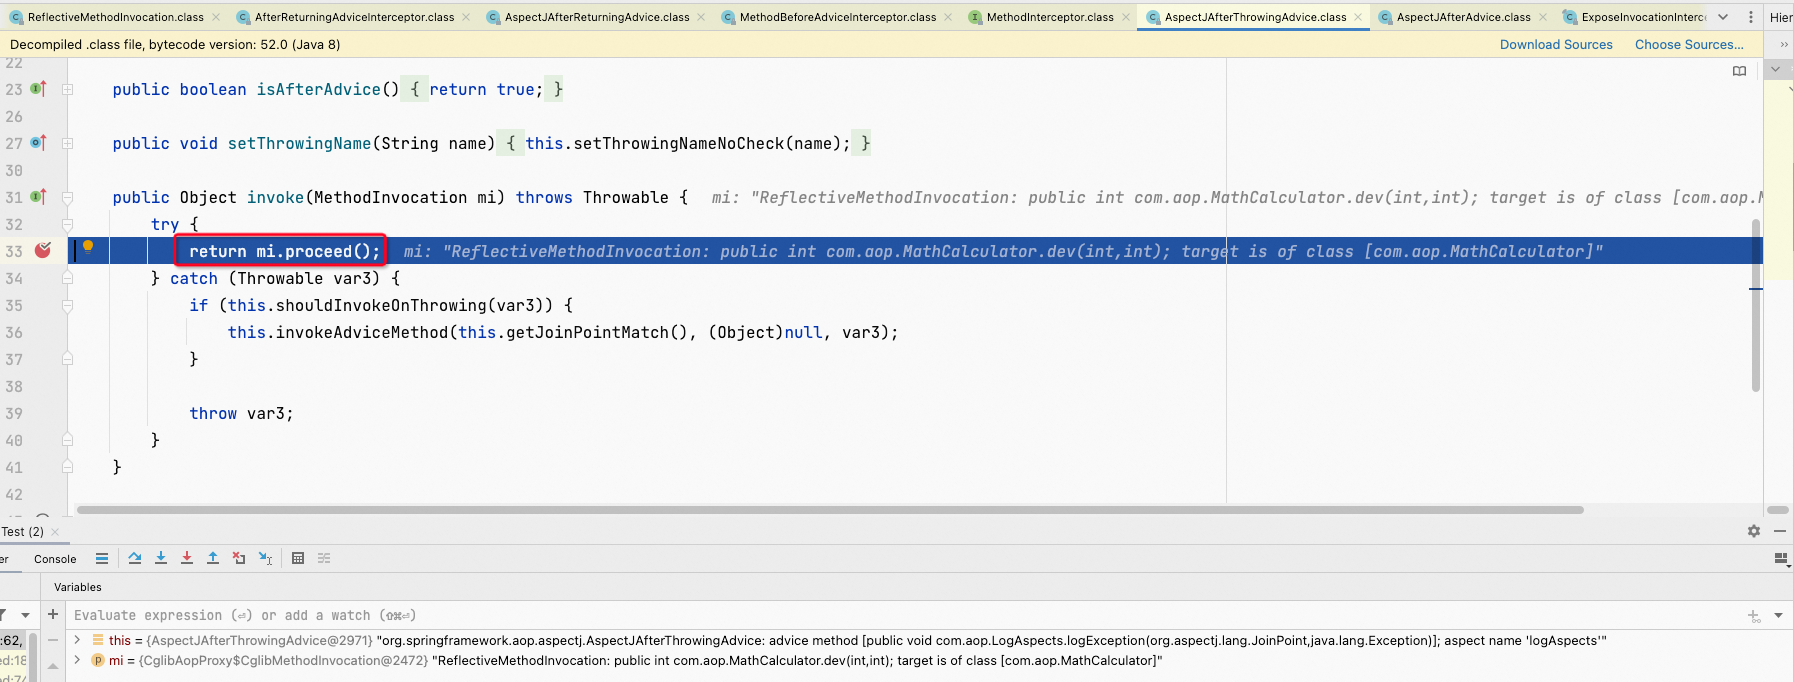 ReflectiveMethodInvocation.class AfterReturningAdviceInterceptor.class AspectJAfterReturningAdvice.class MethodBeforeAdviceInterceptor.class MethodInterceptor.class AspectJAfterThrowingAdvice.class AspectJAfterAdvice.class ExposeInvocationInterc Hier
Decompiled .class file, bytecode version: 52.0 (Java 8) Download Sources Choose Sources...
22
23 public boolean isAfterAdvice() { return true; }
26
27 public void setThrowingName(String name) { this.setThrowingNameNoCheck(name); }
30
31 public Object invoke(MethodInvocation mi) throws Throwable { mi: "ReflectiveMethodInvocation: public int com.aop.MathCalculator.dev(int,int); target is of class [com.aop.M
32 try {
33 return mi.proceed(); mi: "ReflectiveMethodInvocation: public int com.aop.MathCalculator.dev(int,int); target is of class [com.aop.MathCalculator]"
34 } catch (Throwable var3) {
35 if (this.shouldInvokeOnThrowing(var3)) {
36 this.invokeAdviceMethod(this.getJoinPointMatch(), (Object)null, var3);
37 }
38
39 throw var3;
40 }
41 }
42
Test (2)
er Console
Variables
Evaluate expression (⏎) or add a watch (⇧⌘⏎)
:62, this = {AspectJAfterThrowingAdvice@2971} "org.springframework.aop.aspectj.AspectJAfterThrowingAdvice: advice method [public void com.aop.LogAspects.logException(org.aspectj.lang.JoinPoint,java.lang.Exception)]; aspect name 'logAspects'"
ed:18 mi = {CglibAopProxy$CglibMethodInvocation@2472} "ReflectiveMethodInvocation: public int com.aop.MathCalculator.dev(int,int); target is of class [com.aop.MathCalculator]"
ed:74